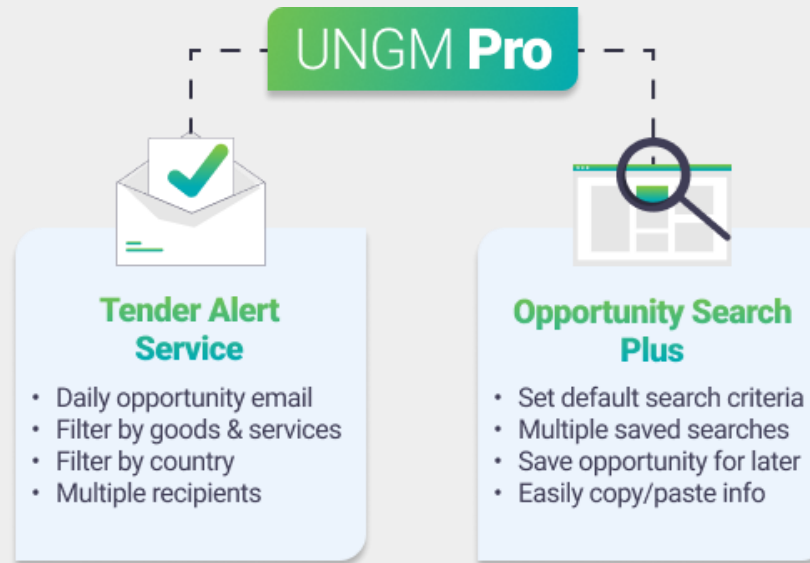 UNGM Pro
Tender Alert
Service
• Daily opportunity email
• Filter by goods & services
• Filter by country
• Multiple recipients
Opportunity Search
Plus
• Set default search criteria
• Multiple saved searches
• Save opportunity for later
• Easily copy/paste info